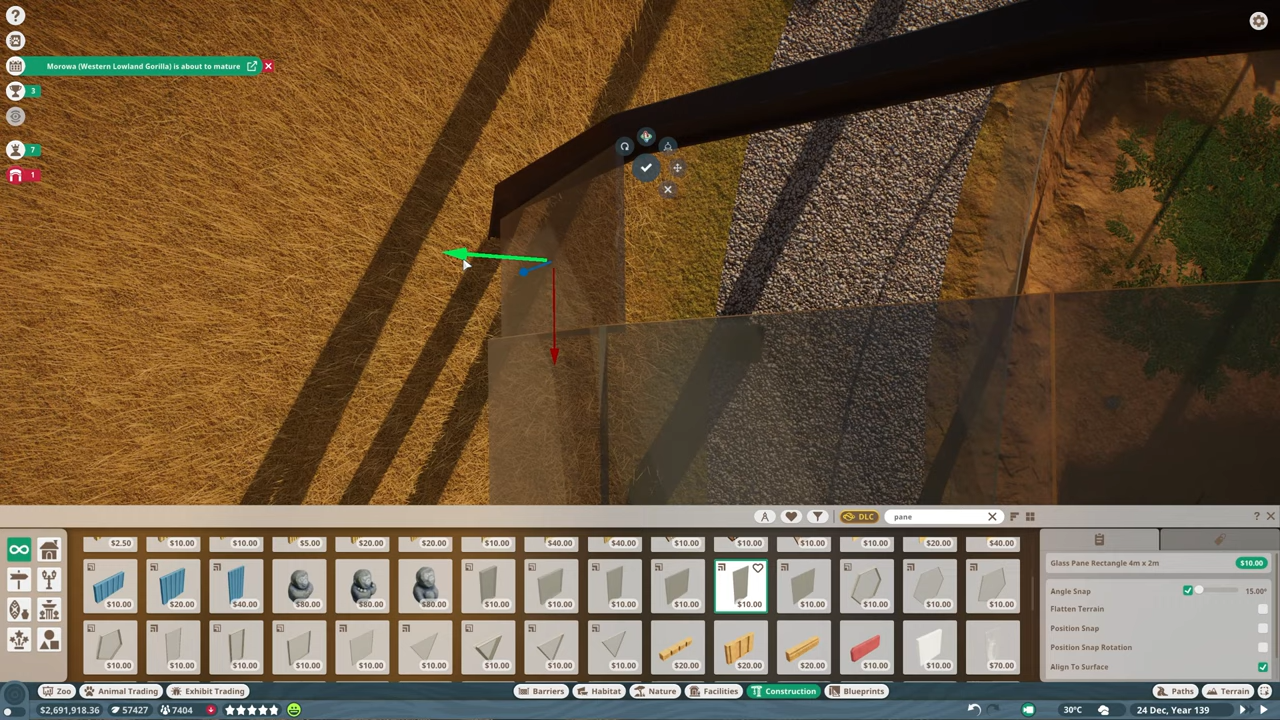 ?
Morowa (Western Lowland Gorilla) is about to mature
3
7
1
DLC
pane
?
$2.50 $10.00 $10.00 $5.00 $20.00 $20.00 $10.00 $40.00 $40.00 $10.00 $10.00 $10.00 $10.00 $20.00 $40.00
$10.00 $20.00 $40.00 $80.00 $80.00 $80.00 $10.00 $10.00 $10.00 $10.00 $10.00 $10.00 $10.00 $10.00 $10.00
$10.00 $10.00 $10.00 $10.00 $10.00 $10.00 $10.00 $10.00 $10.00 $20.00 $20.00 $20.00 $10.00 $10.00 $70.00
Glass Pane Rectangle 4m x 2m $10.00
Angle Snap 15.00°
Flatten Terrain
Position Snap
Position Snap Rotation
Align To Surface
Zoo Animal Trading Exhibit Trading Barriers Habitat Nature Facilities Construction Blueprints Paths Terrain
$2,691,918.36 57427 7404 30°C 24 Dec, Year 139